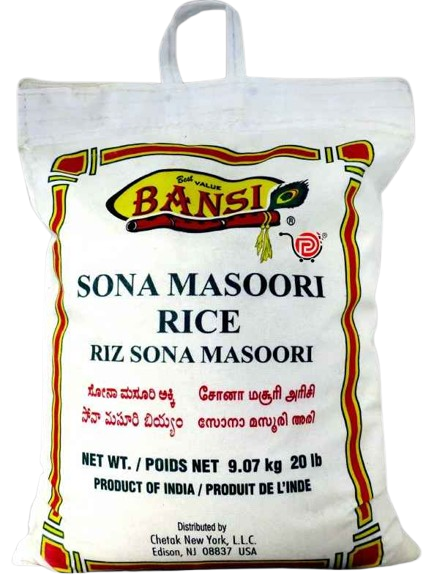 Best VALUE
BANSI
®
SONA MASOORI
RICE
RIZ SONA MASOORI
ಸೋನಾ ಮಸೂರಿ ಅಕ್ಕಿ சோனா மசூரி அரிசி
సోనా మసూరి బియ్యం സോനാ മസൂരി അരി
NET WT. / POIDS NET 9.07 kg 20 lb
PRODUCT OF INDIA / PRODUIT DE L'INDE
Distributed by
Chetak New York, L.L.C.
Edison, NJ 08837 USA